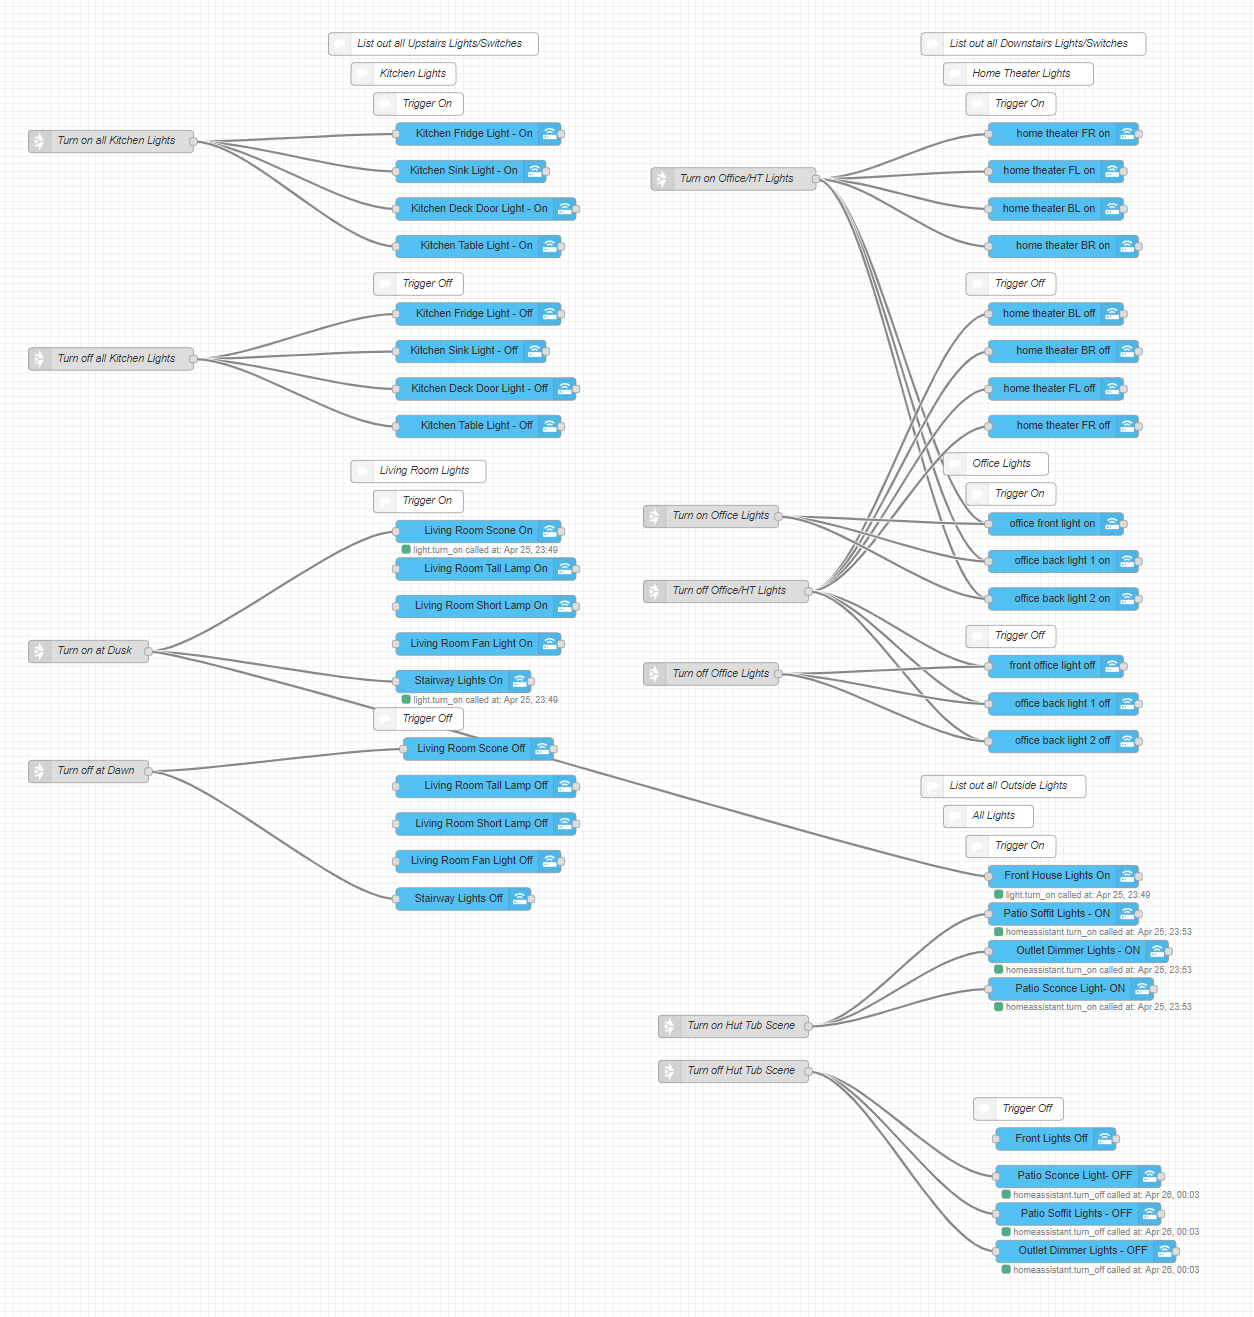 List out all Upstairs Lights/Switches
Kitchen Lights
Trigger On
Turn on all Kitchen Lights
Kitchen Fridge Light - On
Kitchen Sink Light - On
Kitchen Deck Door Light - On
Kitchen Table Light - On
Trigger Off
Turn off all Kitchen Lights
Kitchen Fridge Light - Off
Kitchen Sink Light - Off
Kitchen Deck Door Light - Off
Kitchen Table Light - Off
Living Room Lights
Trigger On
Living Room Scone On
light.turn_on called at: Apr 25, 23:49
Living Room Tall Lamp On
Living Room Short Lamp On
Living Room Fan Light On
Turn on at Dusk
Stairway Lights On
light.turn_on called at: Apr 25, 23:49
Trigger Off
Living Room Scone Off
Turn off at Dawn
Living Room Tall Lamp Off
Living Room Short Lamp Off
Living Room Fan Light Off
Stairway Lights Off
List out all Downstairs Lights/Switches
Home Theater Lights
Trigger On
home theater FR on
home theater FL on
Turn on Office/HT Lights
home theater BL on
home theater BR on
Trigger Off
home theater BL off
home theater BR off
home theater FL off
home theater FR off
Office Lights
Trigger On
Turn on Office Lights
office front light on
office back light 1 on
Turn off Office/HT Lights
office back light 2 on
Trigger Off
front office light off
Turn off Office Lights
office back light 1 off
office back light 2 off
List out all Outside Lights
All Lights
Trigger On
Front House Lights On
light.turn_on called at: Apr 25, 23:49
Patio Soffit Lights - ON
homeassistant.turn_on called at: Apr 25, 23:53
Outlet Dimmer Lights - ON
homeassistant.turn_on called at: Apr 25, 23:53
Patio Sconce Light- ON
homeassistant.turn_on called at: Apr 25, 23:53
Turn on Hut Tub Scene
Turn off Hut Tub Scene
Trigger Off
Front Lights Off
Patio Sconce Light- OFF
homeassistant.turn_off called at: Apr 26, 00:03
Patio Soffit Lights - OFF
homeassistant.turn_off called at: Apr 26, 00:03
Outlet Dimmer Lights - OFF
homeassistant.turn_off called at: Apr 26, 00:03